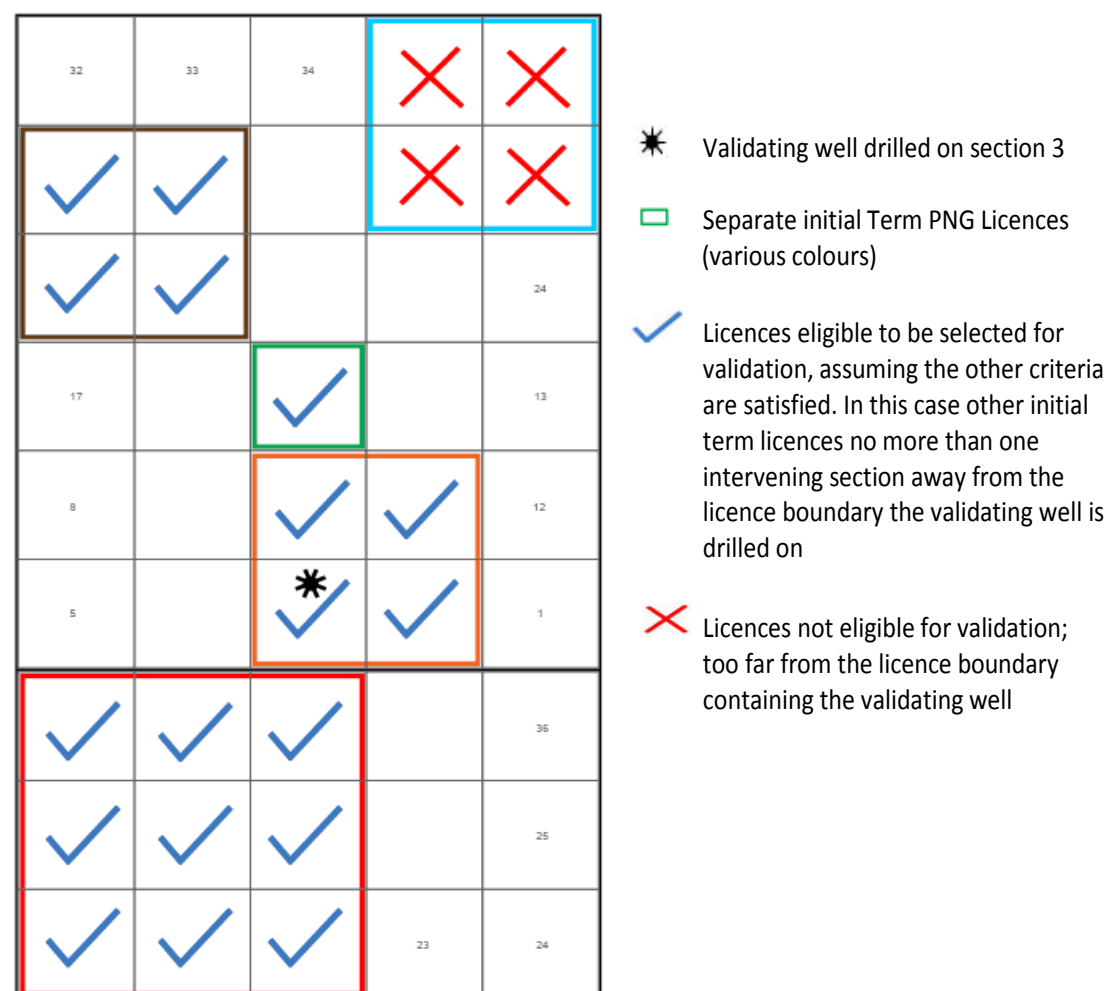 32 33 34
Validating well drilled on section 3
Separate initial Term PNG Licences
(various colours)
24
Licences eligible to be selected for
validation, assuming the other criteria
are satisfied. In this case other initial
term licences no more than one
intervening section away from the
licence boundary the validating well is
drilled on
17 13
8 12
5 1
Licences not eligible for validation;
too far from the licence boundary
containing the validating well
36
25
23 24